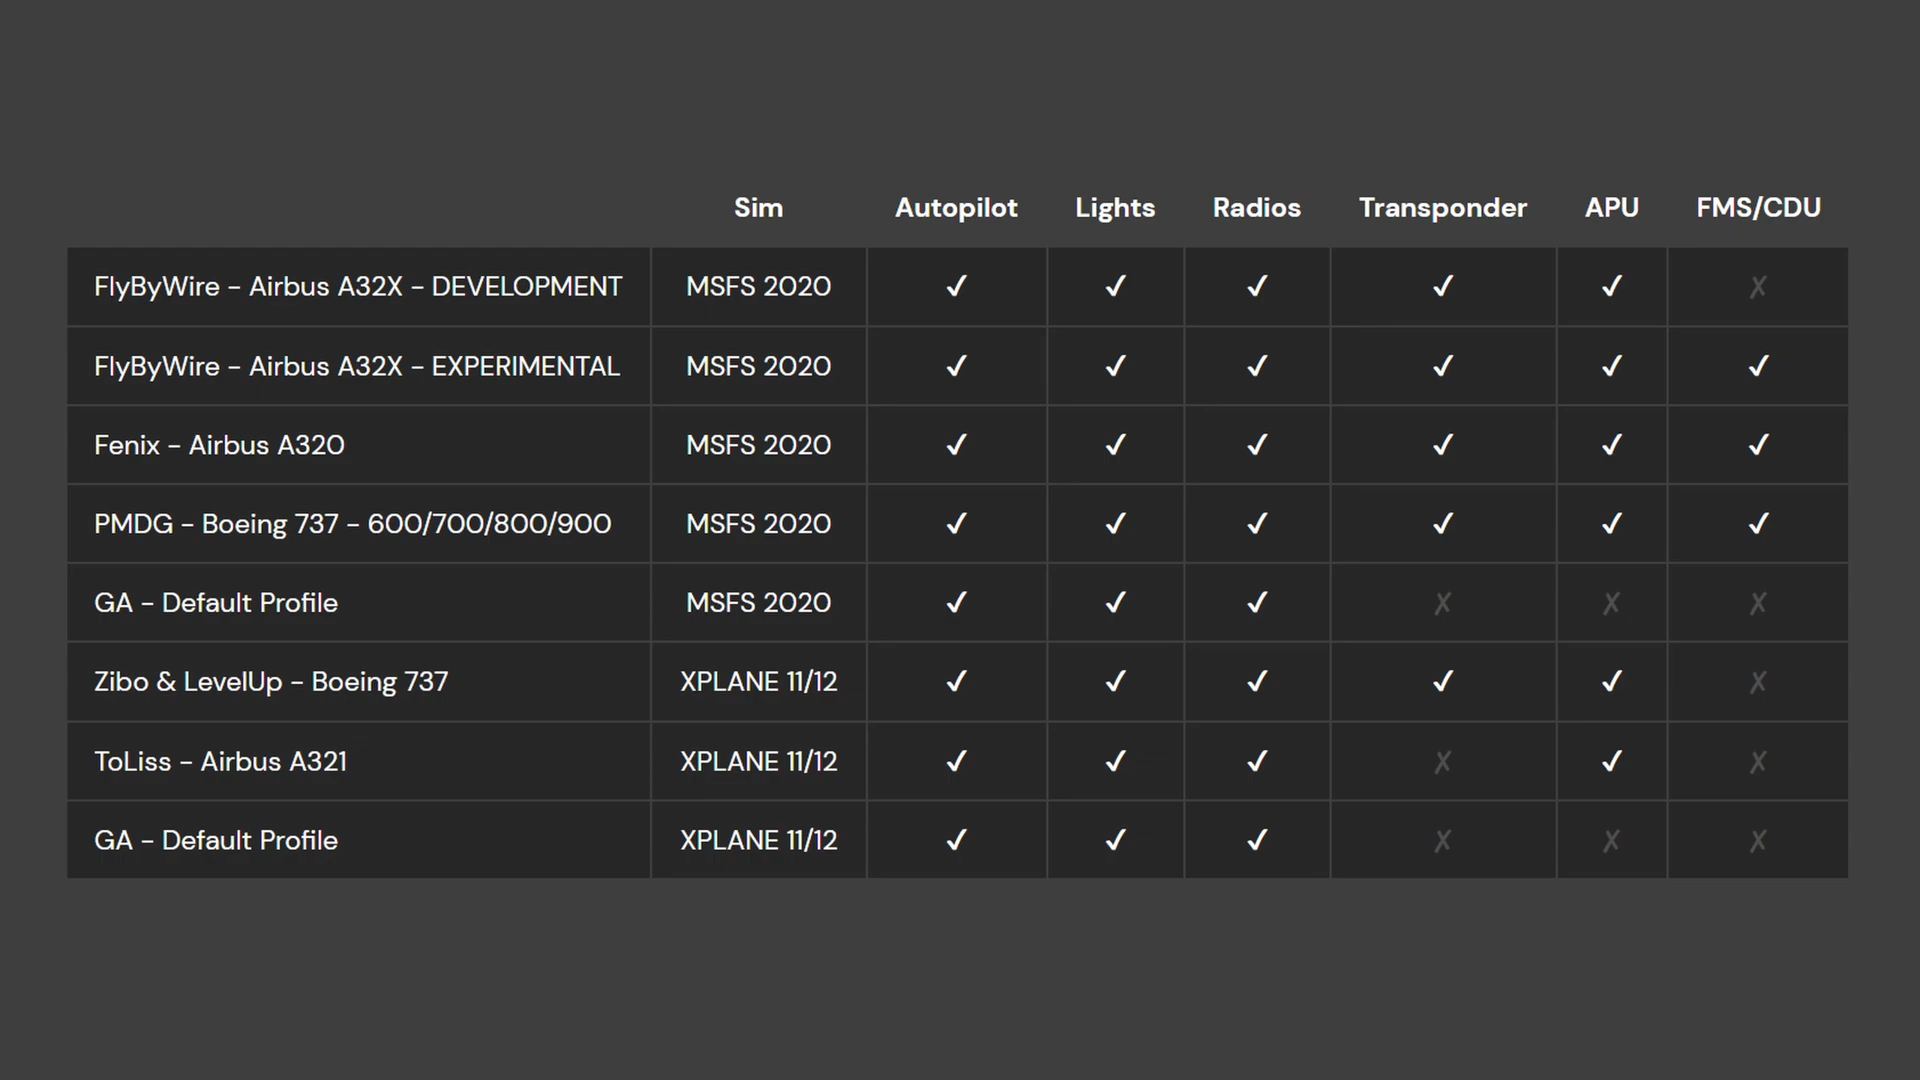 Sim Autopilot Lights Radios Transponder APU FMS/CDU
FlyByWire - Airbus A32X - DEVELOPMENT MSFS 2020 ✓ ✓ ✓ ✓ ✓ ✗
FlyByWire - Airbus A32X - EXPERIMENTAL MSFS 2020 ✓ ✓ ✓ ✓ ✓ ✓
Fenix - Airbus A320 MSFS 2020 ✓ ✓ ✓ ✓ ✓ ✓
PMDG - Boeing 737 - 600/700/800/900 MSFS 2020 ✓ ✓ ✓ ✓ ✓ ✓
GA - Default Profile MSFS 2020 ✓ ✓ ✓ ✗ ✗ ✗
Zibo & LevelUp - Boeing 737 XPLANE 11/12 ✓ ✓ ✓ ✓ ✓ ✗
ToLiss - Airbus A321 XPLANE 11/12 ✓ ✓ ✓ ✗ ✓ ✗
GA - Default Profile XPLANE 11/12 ✓ ✓ ✓ ✗ ✗ ✗